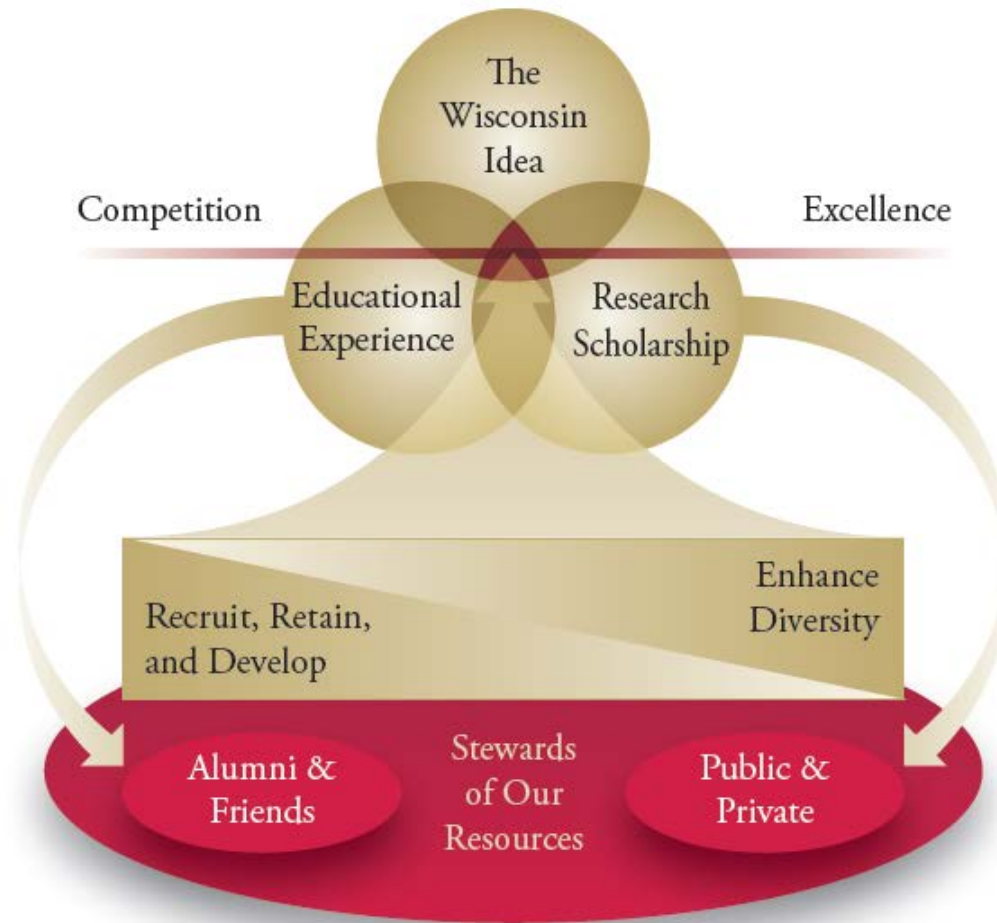 The
Wisconsin
Idea
Competition
Excellence
Educational
Experience
Research
Scholarship
Enhance
Diversity
Recruit, Retain,
and Develop
Alumni &
Friends
Stewards
of Our
Resources
Public &
Private